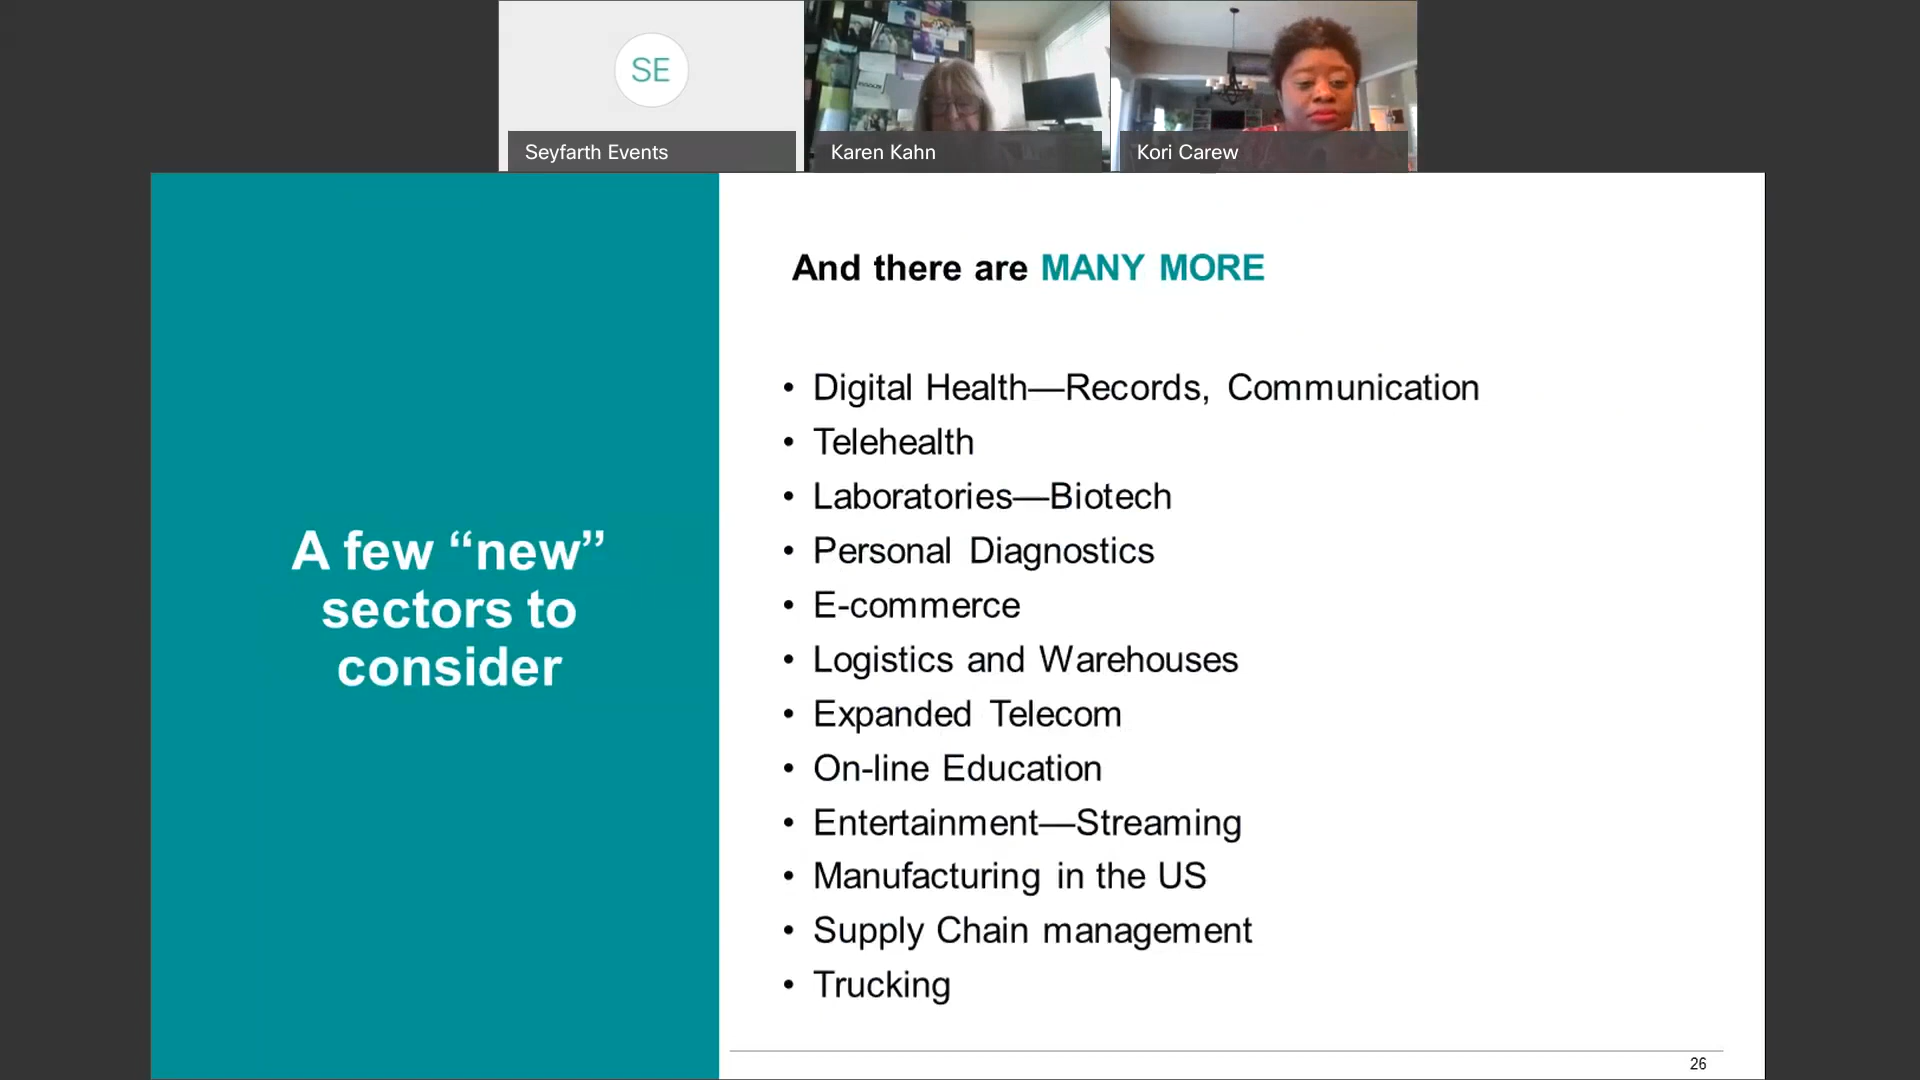 SE
Seyfarth Events
Karen Kahn
Kori Carew
A few “new”
sectors to
consider
And there are MANY MORE
• Digital Health—Records, Communication
• Telehealth
• Laboratories—Biotech
• Personal Diagnostics
• E-commerce
• Logistics and Warehouses
• Expanded Telecom
• On-line Education
• Entertainment—Streaming
• Manufacturing in the US
• Supply Chain management
• Trucking
26